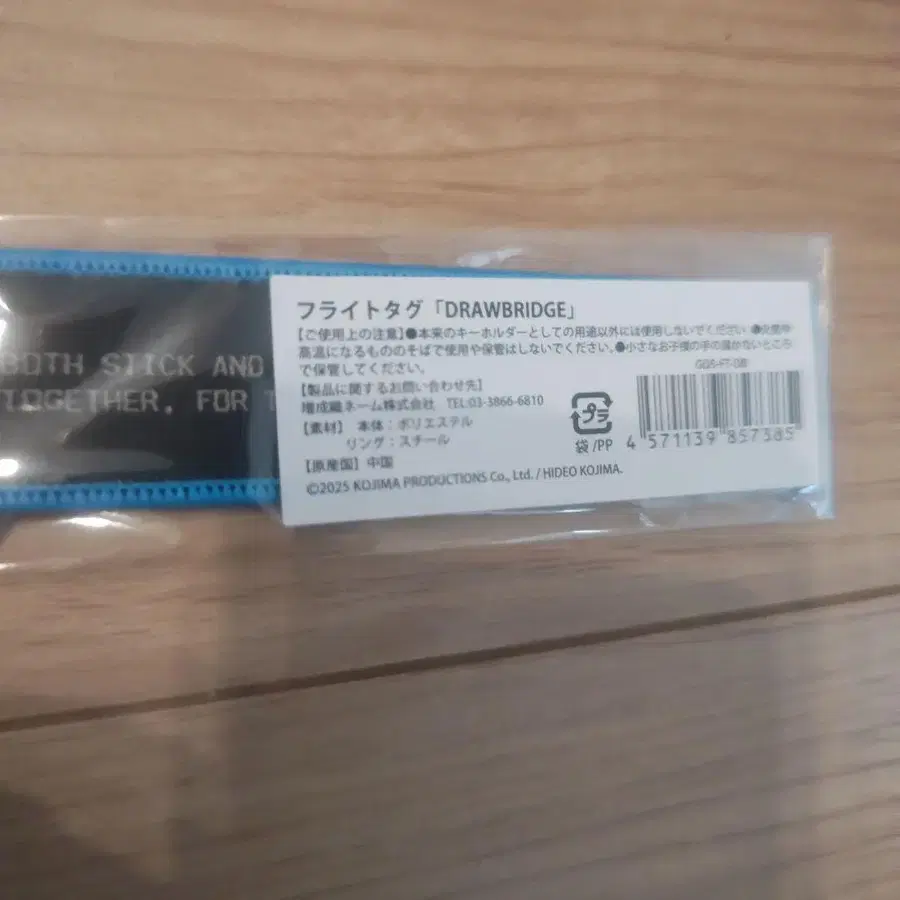 BOTH STICK AND
TOGETHER, FOR T
フライトタグ「DRAWBRIDGE」
【ご使用上の注意】●本来のキーホルダーとしての用途以外には使用しないでください。●火気や
高温になるもののそばで使用や保管はしないでください。●小さなお子様の手の届かないところ
で保管してください。
【製品に関するお問い合わせ先】
増成織ネーム株式会社 TEL:03-3866-6810
【素材】 本体：ポリエステル
リング：スチール
【原産国】中国
©2025 KOJIMA PRODUCTIONS Co., Ltd. / HIDEO KOJIMA.
プラ
袋/PP
4 571139 857385